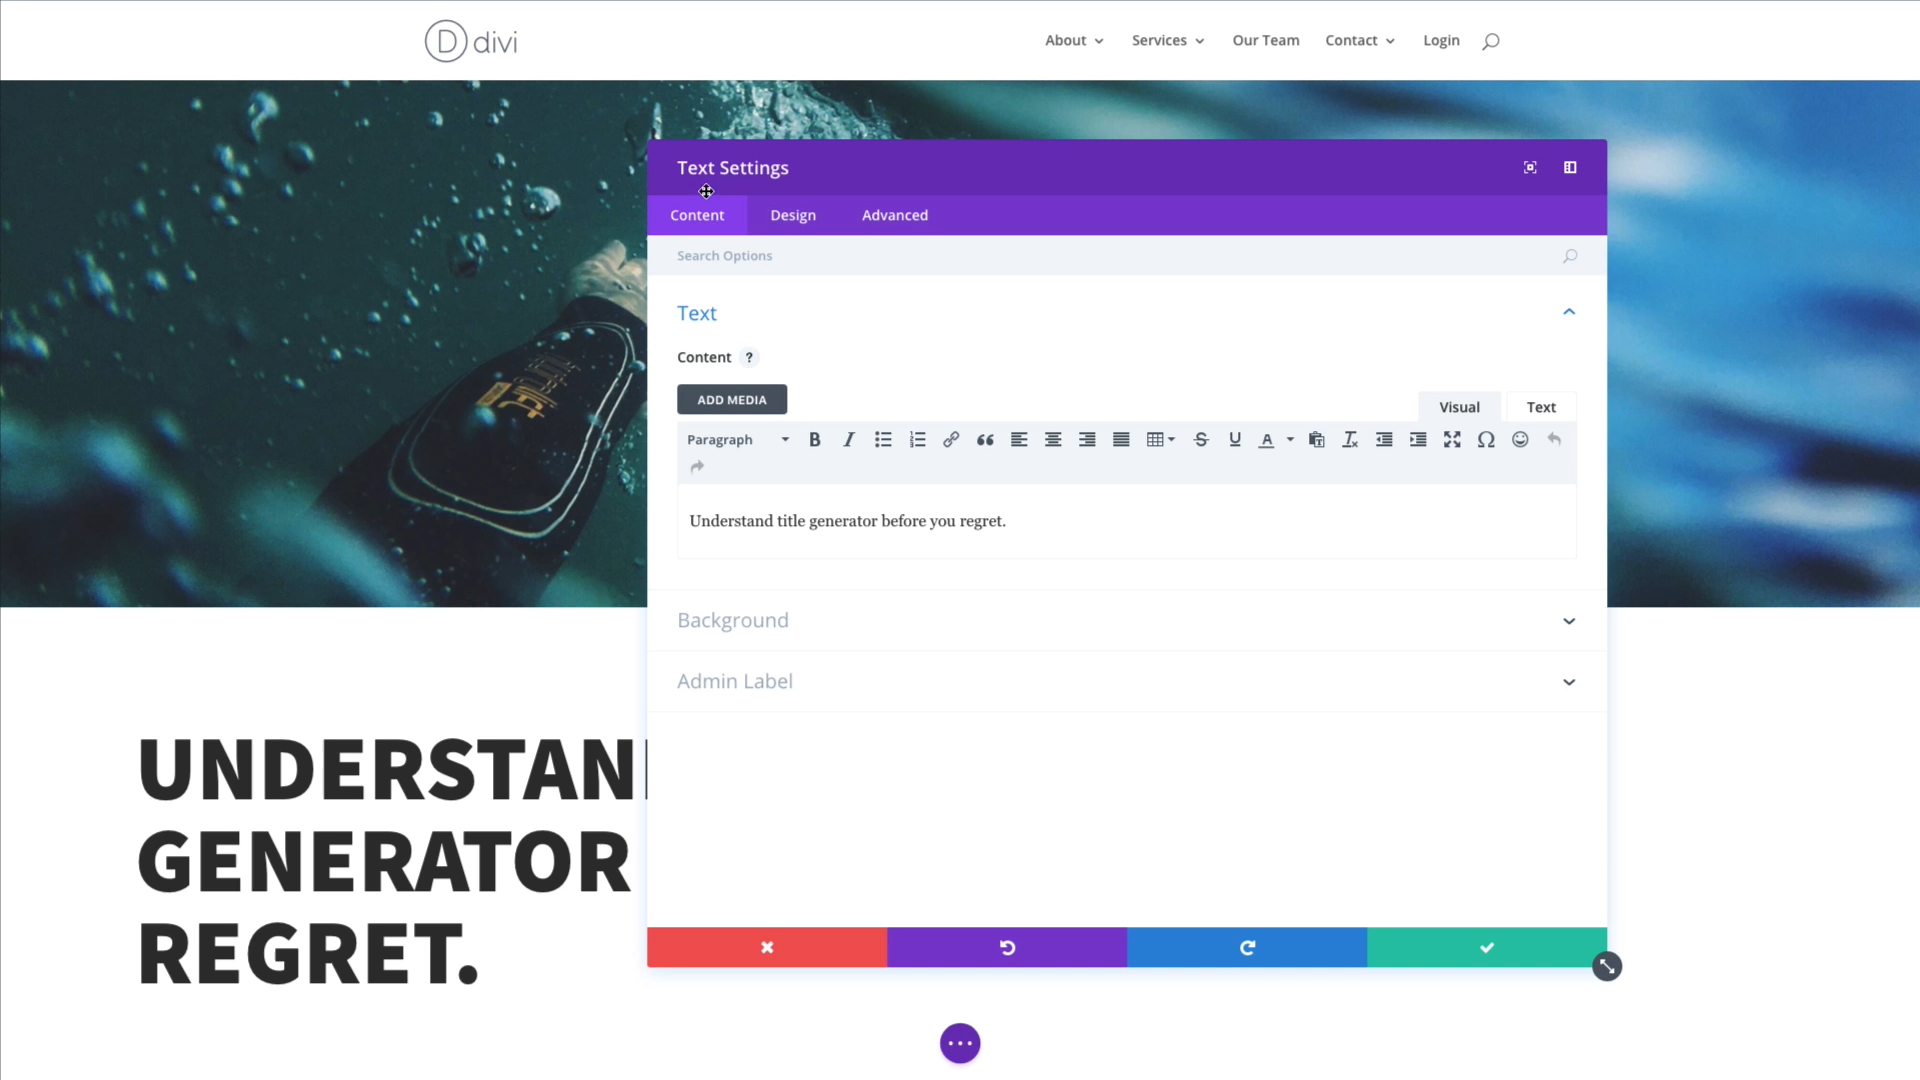 D divi
About
Services
Our Team
Contact
Login
Text Settings
Content
Design
Advanced
Search Options
Text
Content ?
ADD MEDIA
Visual
Text
Paragraph
Understand title generator before you regret.
Background
Admin Label
UNDERSTAN
GENERATOR
REGRET.